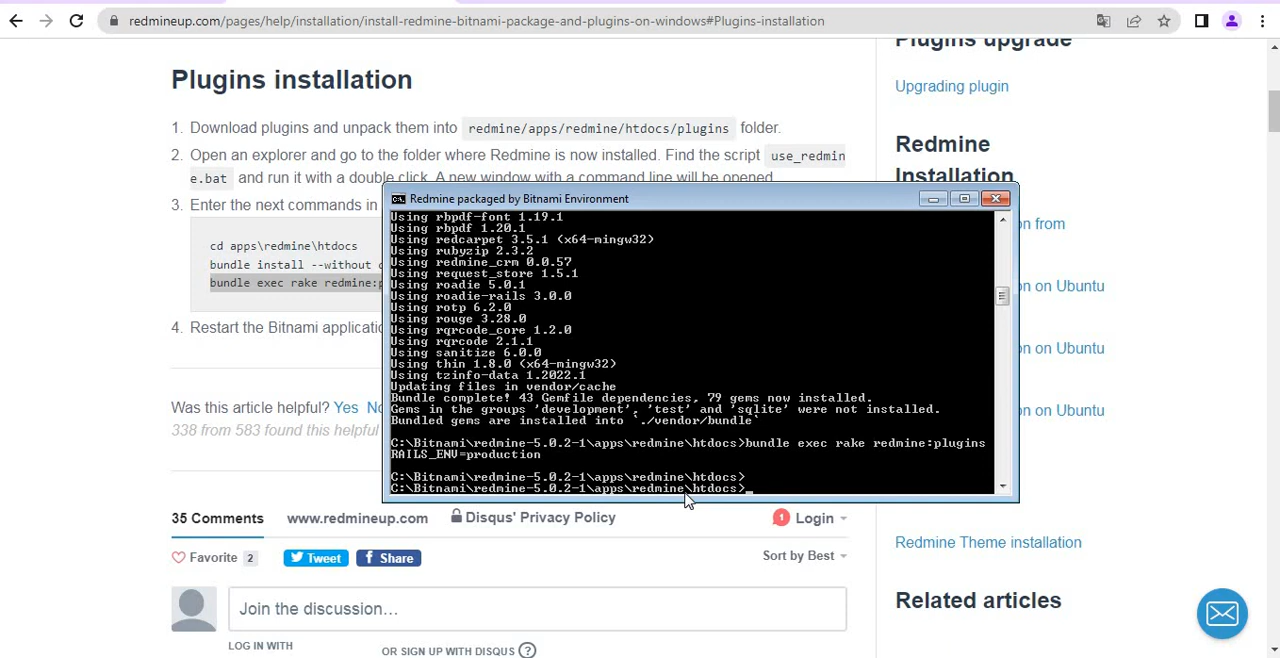 redmineup.com/pages/help/installation/install-redmine-bitnami-package-and-plugins-on-windows#Plugins-installation
Plugins installation
1. Download plugins and unpack them into redmine/apps/redmine/htdocs/plugins folder.
2. Open an explorer and go to the folder where Redmine is now installed. Find the script use_redmin
e.bat and run it with a double click. A new window with a command line will be opened
3. Enter the next commands in
cd apps\redmine\htdocs
bundle install --without
bundle exec rake redmine:
4. Restart the Bitnami applicatio
Was this article helpful? Yes No
338 from 583 found this helpful
Redmine packaged by Bitnami Environment
Using rbpdf-font 1.19.1
Using rbpdf 1.20.1
Using redcarpet 3.5.1 (x64-mingw32)
Using rubyzip 2.3.2
Using redmine_crm 0.0.57
Using request_store 1.5.1
Using roadie 5.0.1
Using roadie-rails 3.0.0
Using rotp 6.2.0
Using rouge 3.28.0
Using rqrcode_core 1.2.0
Using rqrcode 2.1.1
Using sanitize 6.0.0
Using thin 1.8.0 (x64-mingw32)
Using tzinfo-data 1.2022.1
Updating files in vendor/cache
Bundle complete! 43 Gemfile dependencies, 79 gems now installed.
Gems in the groups 'development', 'test' and 'sqlite' were not installed.
Bundled gems are installed into `./vendor/bundle`
C:\Bitnami\redmine-5.0.2-1\apps\redmine\htdocs>bundle exec rake redmine:plugins
RAILS_ENV=production
C:\Bitnami\redmine-5.0.2-1\apps\redmine\htdocs>
C:\Bitnami\redmine-5.0.2-1\apps\redmine\htdocs>_
35 Comments www.redmineup.com Disqus' Privacy Policy 1 Login
Favorite 2 Tweet Share Sort by Best
Join the discussion…
LOG IN WITH OR SIGN UP WITH DISQUS ?
Plugins upgrade
Upgrading plugin
Redmine
Installation
on from
on on Ubuntu
on on Ubuntu
on on Ubuntu
Redmine Theme installation
Related articles